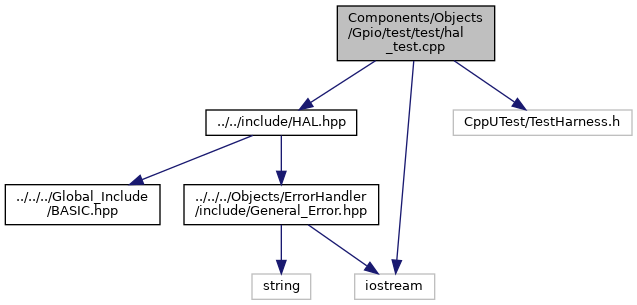 Components/Objects
/Gpio/test/test/hal
_test.cpp
../../include/HAL.hpp
CppUTest/TestHarness.h
../../../Global_Include
/BASIC.hpp
../../../Objects/ErrorHandler
/include/General_Error.hpp
string
iostream